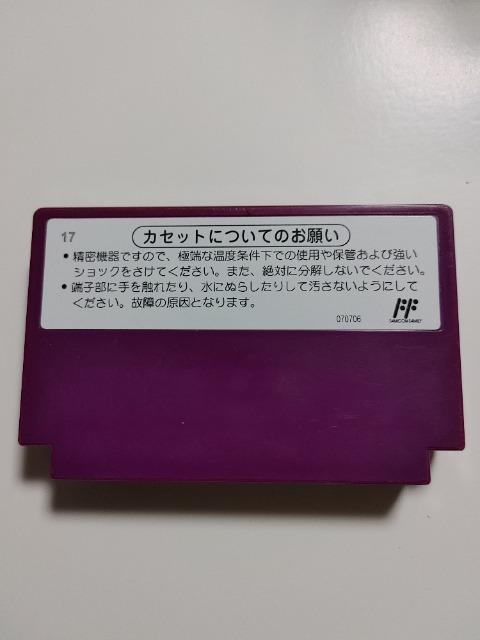 17
カセットについてのお願い
●精密機器ですので、極端な温度条件下での使用や保管および強い
ショックをさけてください。また、絶対に分解しないでください。
●端子部に手を触れたり、水にぬらしたりして汚さないようにして
ください。故障の原因となります。
070706
FAMICOM FAMILY